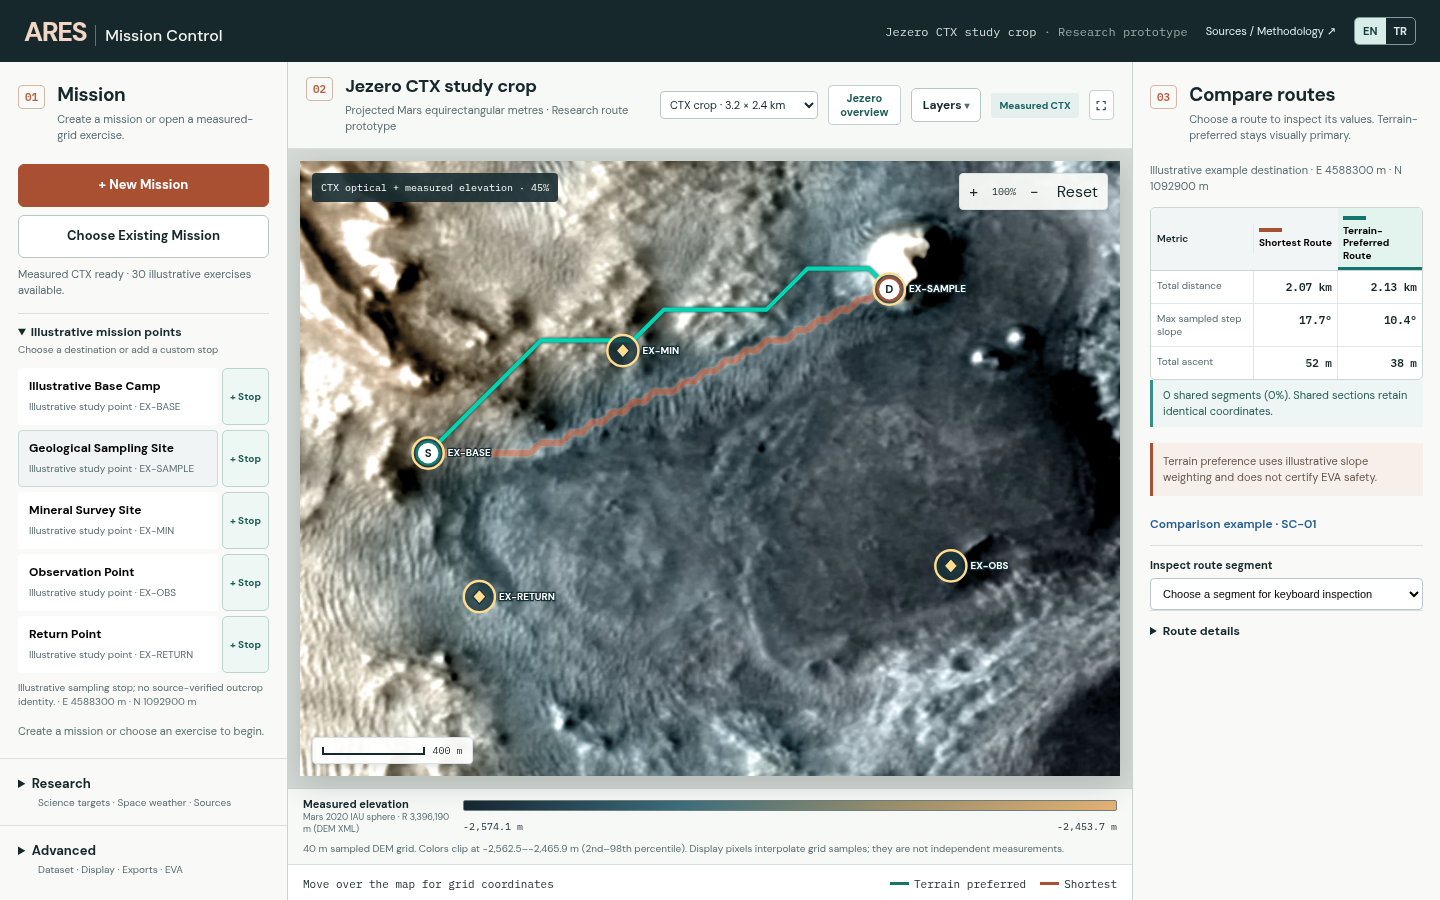 ARES
Mission Control
Jezero CTX study crop · Research prototype
Sources / Methodology ↗
EN
TR
01
Mission
Create a mission or open a measured-
grid exercise.
+ New Mission
Choose Existing Mission
Measured CTX ready · 30 illustrative exercises
available.
▼ Illustrative mission points
Choose a destination or add a custom stop
Illustrative Base Camp
Illustrative study point · EX-BASE
+ Stop
Geological Sampling Site
Illustrative study point · EX-SAMPLE
+ Stop
Mineral Survey Site
Illustrative study point · EX-MIN
+ Stop
Observation Point
Illustrative study point · EX-OBS
+ Stop
Return Point
Illustrative study point · EX-RETURN
+ Stop
Illustrative sampling stop; no source-verified outcrop
identity. · E 4588300 m · N 1092900 m
Create a mission or choose an exercise to begin.
▶ Research
Science targets · Space weather · Sources
▶ Advanced
Dataset · Display · Exports · EVA
02
Jezero CTX study crop
Projected Mars equirectangular metres · Research route
prototype
CTX crop · 3.2 × 2.4 km
Jezero
overview
Layers ▾
Measured CTX
CTX optical + measured elevation · 45%
+ 100% − Reset
D
EX-SAMPLE
EX-MIN
S
EX-BASE
EX-OBS
EX-RETURN
400 m
Measured elevation
Mars 2020 IAU sphere · R 3,396,190
m (DEM XML)
-2,574.1 m
-2,453.7 m
40 m sampled DEM grid. Colors clip at -2,562.5–-2,465.9 m (2nd–98th percentile). Display pixels interpolate grid samples; they are not independent measurements.
Move over the map for grid coordinates
Terrain preferred
Shortest
03
Compare routes
Choose a route to inspect its values. Terrain-
preferred stays visually primary.
Illustrative example destination · E 4588300 m · N
1092900 m
Metric
Shortest Route
Terrain-
Preferred
Route
Total distance
2.07 km
2.13 km
Max sampled step
slope
17.7°
10.4°
Total ascent
52 m
38 m
0 shared segments (0%). Shared sections retain
identical coordinates.
Terrain preference uses illustrative slope
weighting and does not certify EVA safety.
Comparison example · SC-01
Inspect route segment
Choose a segment for keyboard inspection
▶ Route details